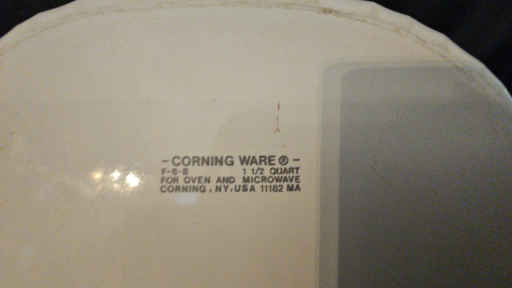 - CORNING WARE ® -
F-6-B 1 1/2 QUART
FOR OVEN AND MICROWAVE
CORNING, NY, USA 11182 MA